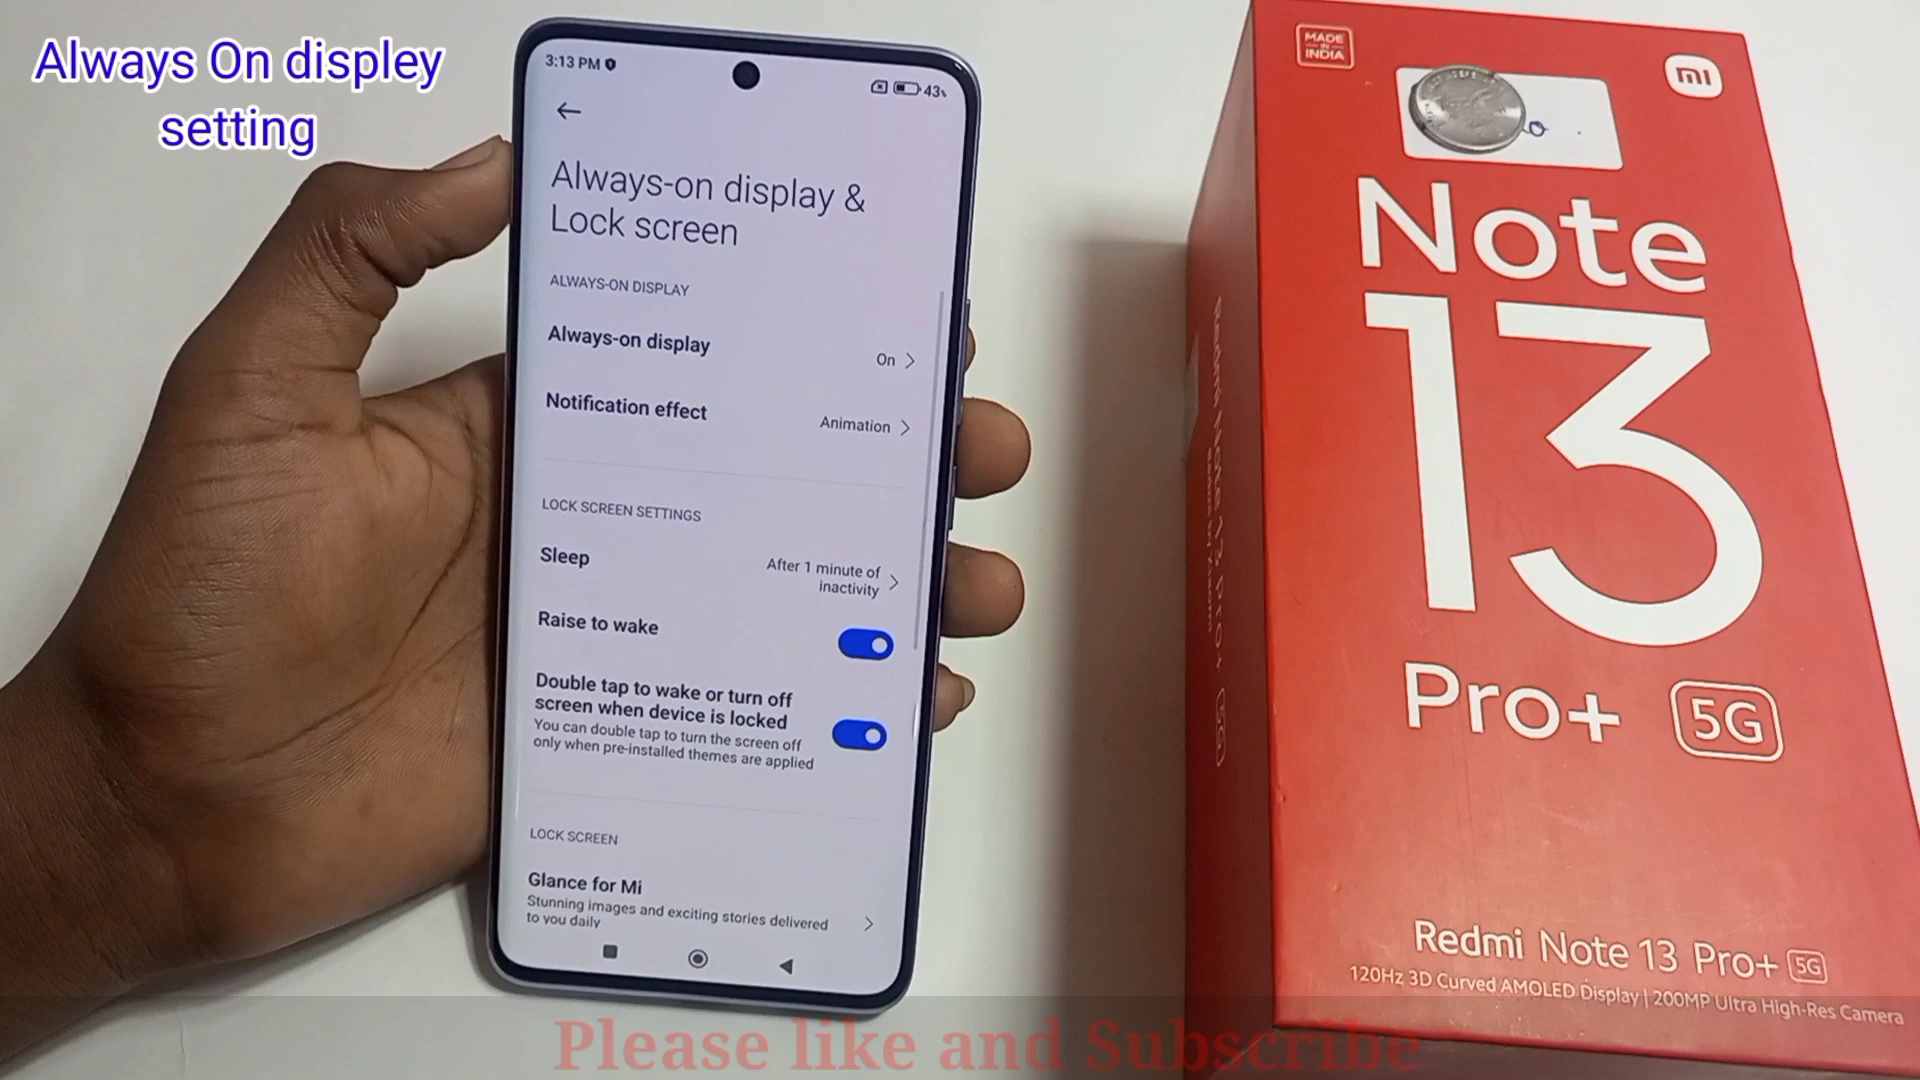 Always On displey
setting
3:13 PM
43%
Always-on display &
Lock screen
ALWAYS-ON DISPLAY
Always-on display
On
Notification effect
Animation
LOCK SCREEN SETTINGS
Sleep
After 1 minute of
inactivity
Raise to wake
Double tap to wake or turn off
screen when device is locked
You can double tap to turn the screen off
only when pre-installed themes are applied
LOCK SCREEN
Glance for Mi
Stunning images and exciting stories delivered
to you daily
MADE
IN
INDIA
mi
Note
13
Pro+ 5G
Redmi Note 13 Pro+ 5G
120Hz 3D Curved AMOLED Display | 200MP Ultra High-Res Camera
Please like and Subscribe